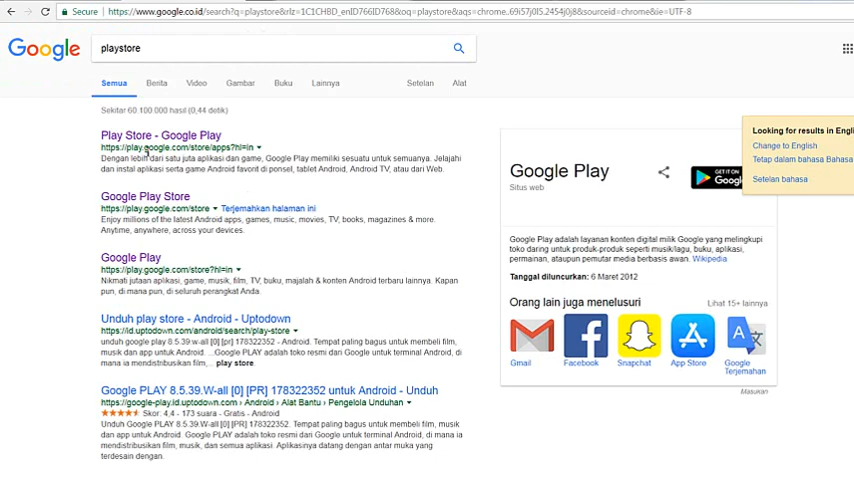 Secure https://www.google.co.id/search?q=playstore&rlz=1C1CHBD_enID766ID768&oq=playstore&aqs=chrome..69i57j0l5.2454j0j8&sourceid=chrome&ie=UTF-8
Google playstore
Semua Berita Video Gambar Buku Lainnya Setelan Alat
Sekitar 60.100.000 hasil (0,44 detik)
Play Store - Google Play
https://play.google.com/store/apps?hl=in
Dengan lebih dari satu juta aplikasi dan game, Google Play memiliki sesuatu untuk semuanya. Jelajahi
dan instal aplikasi serta game Android favorit di ponsel, tablet Android, Android TV, atau dari Web.
Google Play Store
https://play.google.com/store Terjemahkan halaman ini
Enjoy millions of the latest Android apps, games, music, movies, TV, books, magazines & more.
Anytime, anywhere, across your devices.
Google Play
https://play.google.com/store?hl=in
Nikmati jutaan aplikasi, game, musik, film, TV, buku, majalah & konten Android terbaru lainnya. Kapan
pun, di mana pun, di seluruh perangkat Anda.
Unduh play store - Android - Uptodown
https://id.uptodown.com/android/search/play-store
unduh google play 8.5.39.W-all [0] [pr] 178322352 - Android. Tempat paling bagus untuk membeli film,
musik dan app untuk Android. ...Google PLAY adalah toko resmi dari Google untuk terminal Android, di
mana ia mendistribusikan film,... play store
Google PLAY 8.5.39.W-all [0] [PR] 178322352 untuk Android - Unduh
https://google-play.id.uptodown.com › Android › Alat Bantu › Pengelola Unduhan
Skor: 4,4 - 173 suara - Gratis - Android
Unduh Google PLAY 8.5.39.W-all [0] [PR] 178322352. Tempat paling bagus untuk membeli film, musik
dan app untuk Android. Google PLAY adalah toko resmi dari Google untuk terminal Android, di mana ia
mendistribusikan film, musik, dan semua aplikasi. Aplikasinya datang dengan antar muka yang
terdesain dengan.
Google Play
Situs web
GET IT ON
Google
Google Play adalah layanan konten digital milik Google yang melingkupi
toko daring untuk produk-produk seperti musik/lagu, buku, aplikasi,
permainan, ataupun pemutar media berbasis awan. Wikipedia
Tanggal diluncurkan: 6 Maret 2012
Orang lain juga menelusuri Lihat 15+ lainnya
Gmail Facebook Snapchat App Store Google
Terjemahan
Masukan
Looking for results in Engli
Change to English
Tetap dalam bahasa Bahasa
Setelan bahasa